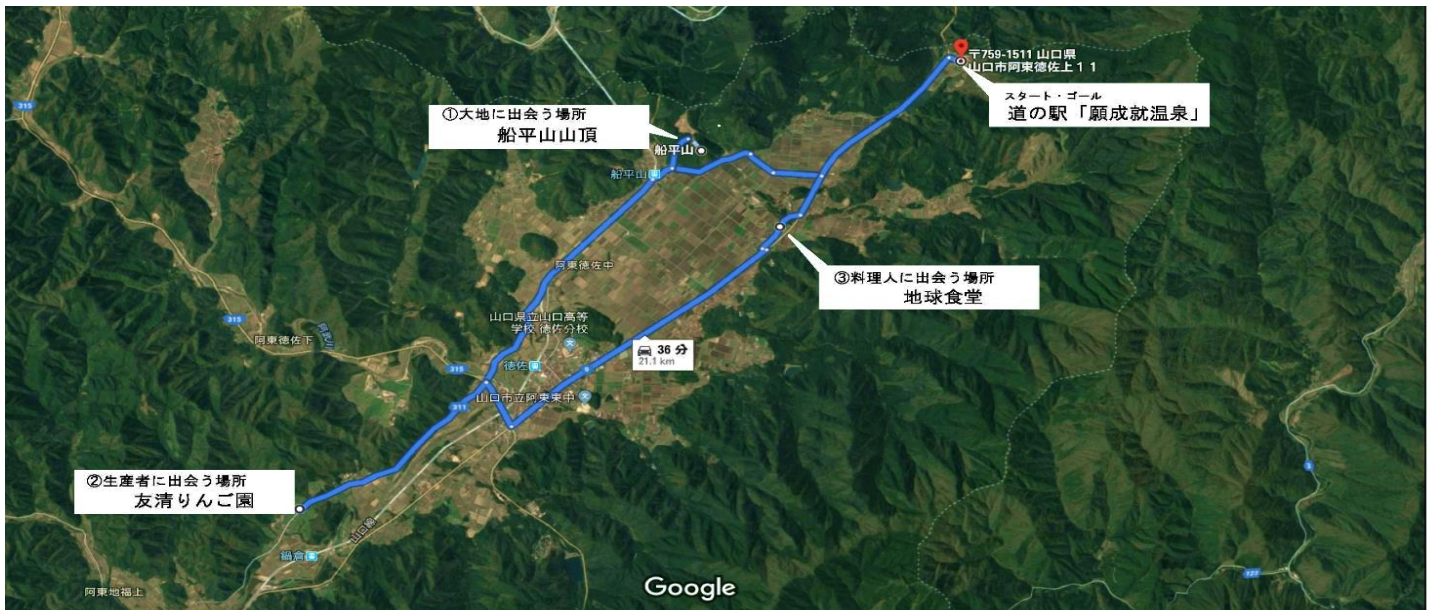 〒759-1511 山口県
山口市阿東徳佐上１１
スタート・ゴール
道の駅「願成就温泉」
①大地に出会う場所
船平山山頂
船平山
船平山
315
③料理人に出会う場所
地球食堂
阿東徳佐中
山口県立山口高等
学校 徳佐分校
315
阿東徳佐下
阿武川
36 分
21.1 km
徳佐
9
315
311
山口市立阿東東中
②生産者に出会う場所
友清りんご園
山口線
鍋倉
阿東地福上
3
Google